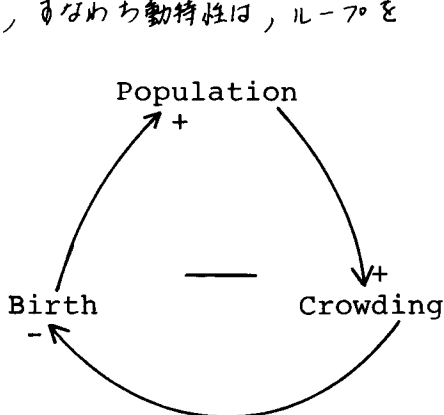 ，すなわち動特性は，ループを
Population
+
+
Birth
Crowding
-
—